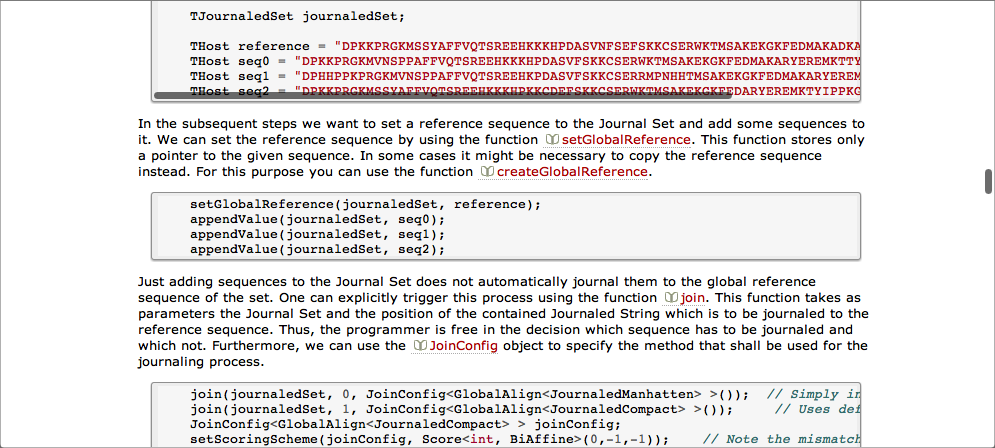 TJournaledSet journaledSet;
THost reference = "DPKKPRGKMSSYAFFVQTSREEHKKKHPDASVNFSEFSKKCSERWKTMSAKEKGKFEDMAKADKA
THost seq0 = "DPKKPRGKMVNSPPAFFVQTSREEHKKKHPDASVFSKKCSERWKTMSAKEKGKFEDMAKARYEREMKTTY
THost seq1 = "DPHHPPKPRGKMVNSPPAFFVQTSREEHKPDASVFSKKCSERRMPNHHTMSAKEKGKFEDMAKARYEREM
THost seq2 = "DPKKPRGKMSSYAFFVQTSREEHKKKHPKKCDEFSKKCSERWKTMSAKEKGKFEDARYEREMKTYIPPKG
In the subsequent steps we want to set a reference sequence to the Journal Set and add some sequences to
it. We can set the reference sequence by using the function setGlobalReference. This function stores only
a pointer to the given sequence. In some cases it might be necessary to copy the reference sequence
instead. For this purpose you can use the function createGlobalReference.
setGlobalReference(journaledSet, reference);
appendValue(journaledSet, seq0);
appendValue(journaledSet, seq1);
appendValue(journaledSet, seq2);
Just adding sequences to the Journal Set does not automatically journal them to the global reference
sequence of the set. One can explicitly trigger this process using the function join. This function takes as
parameters the Journal Set and the position of the contained Journaled String which is to be journaled to the
reference sequence. Thus, the programmer is free in the decision which sequence has to be journaled and
which not. Furthermore, we can use the JoinConfig object to specify the method that shall be used for the
journaling process.
join(journaledSet, 0, JoinConfig<GlobalAlign<JournaledManhatten> >()); // Simply in
join(journaledSet, 1, JoinConfig<GlobalAlign<JournaledCompact> >()); // Uses def
JoinConfig<GlobalAlign<JournaledCompact> > joinConfig;
setScoringScheme(joinConfig, Score<int, BiAffine>(0,-1,-1)); // Note the mismatch